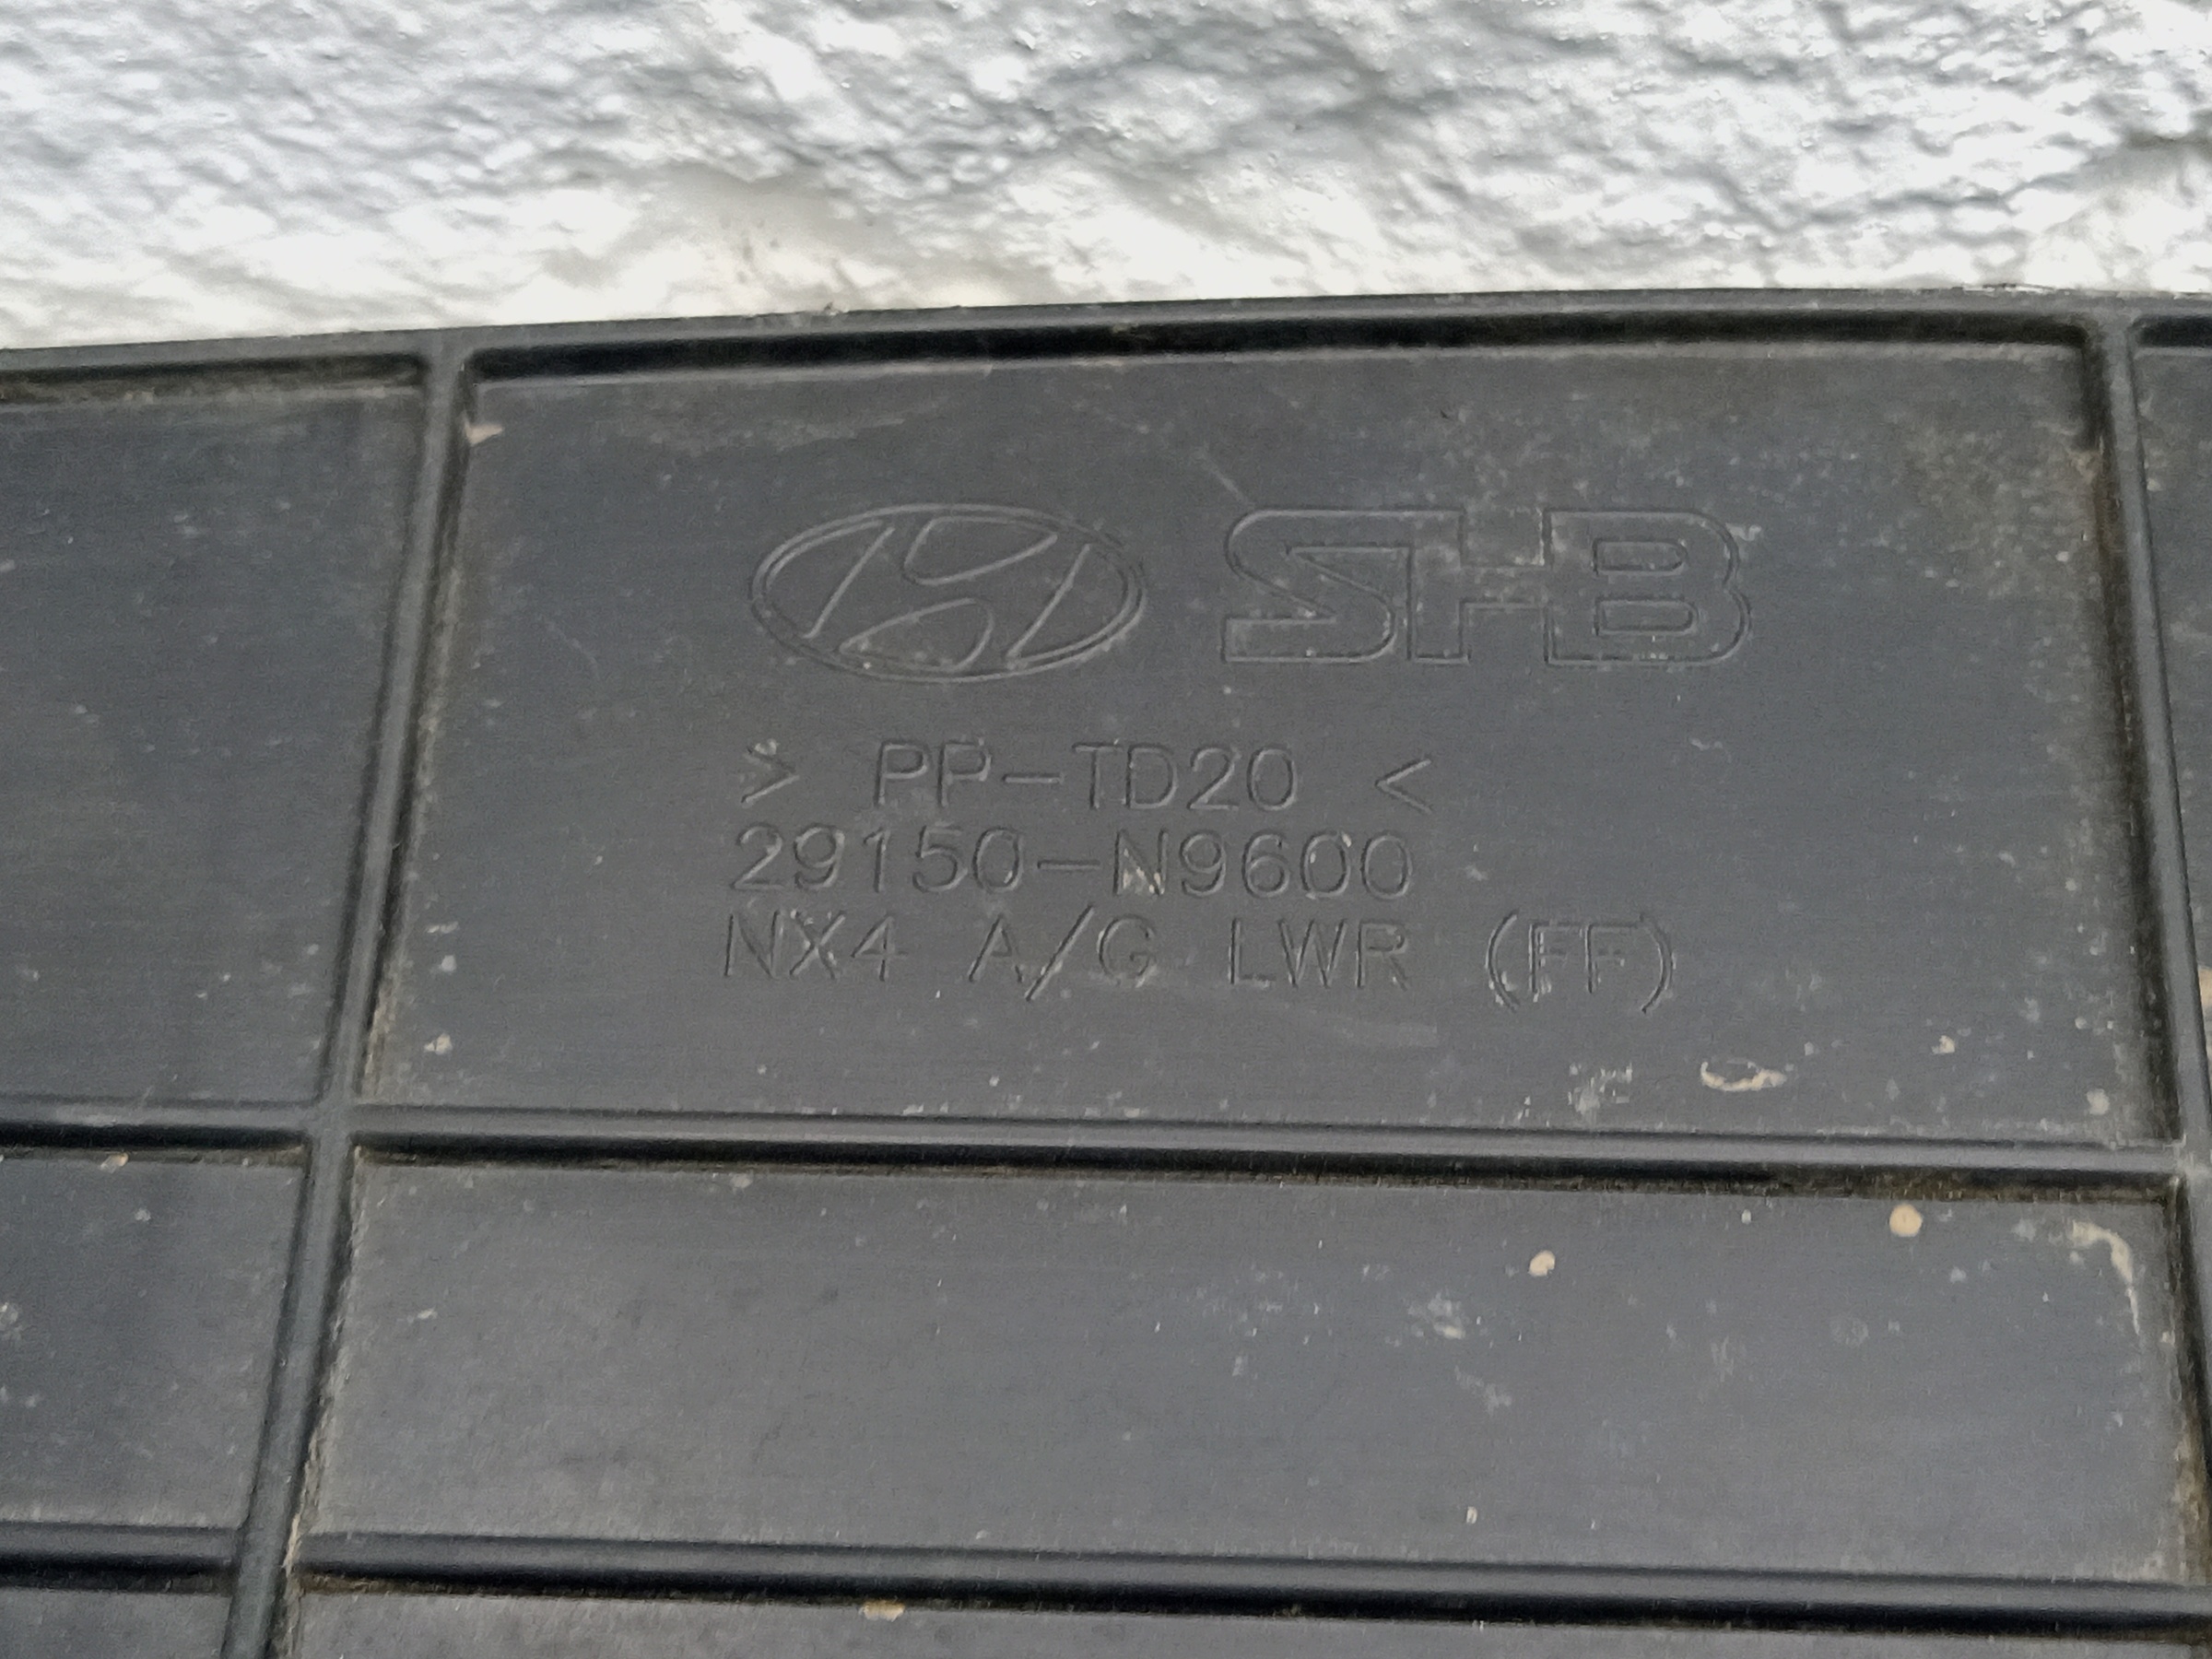 SHB
> PP-TD20 <
29150-N9600
NX4 A/G LWR (FF)